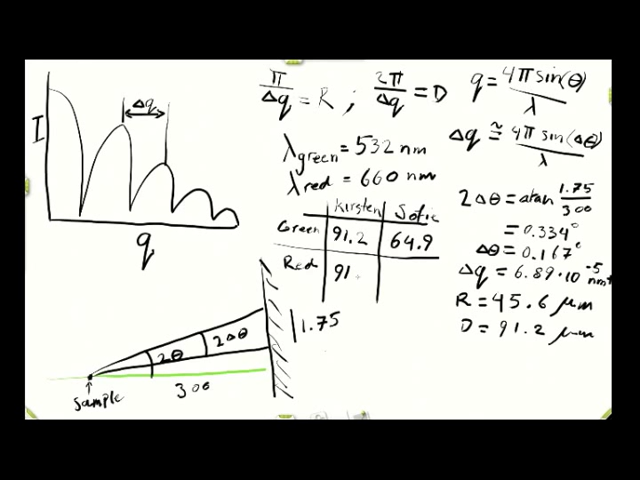 I
Δq
q
π/Δq = R ; 2π/Δq = D
λgreen = 532 nm
λred = 660 nm
Kirsten Sofie
Green 91.2 64.9
Red 91
q = 4π sin(θ)/λ
Δq ≅ 4π sin(Δθ)/λ
2Δθ = atan 1.75/300
= 0.334°
Δθ = 0.167°
Δq = 6.89·10⁻⁵ nm⁻¹
R = 45.6 μm
D = 91.2 μm
2θ
2Δθ
1.75
300
Sample